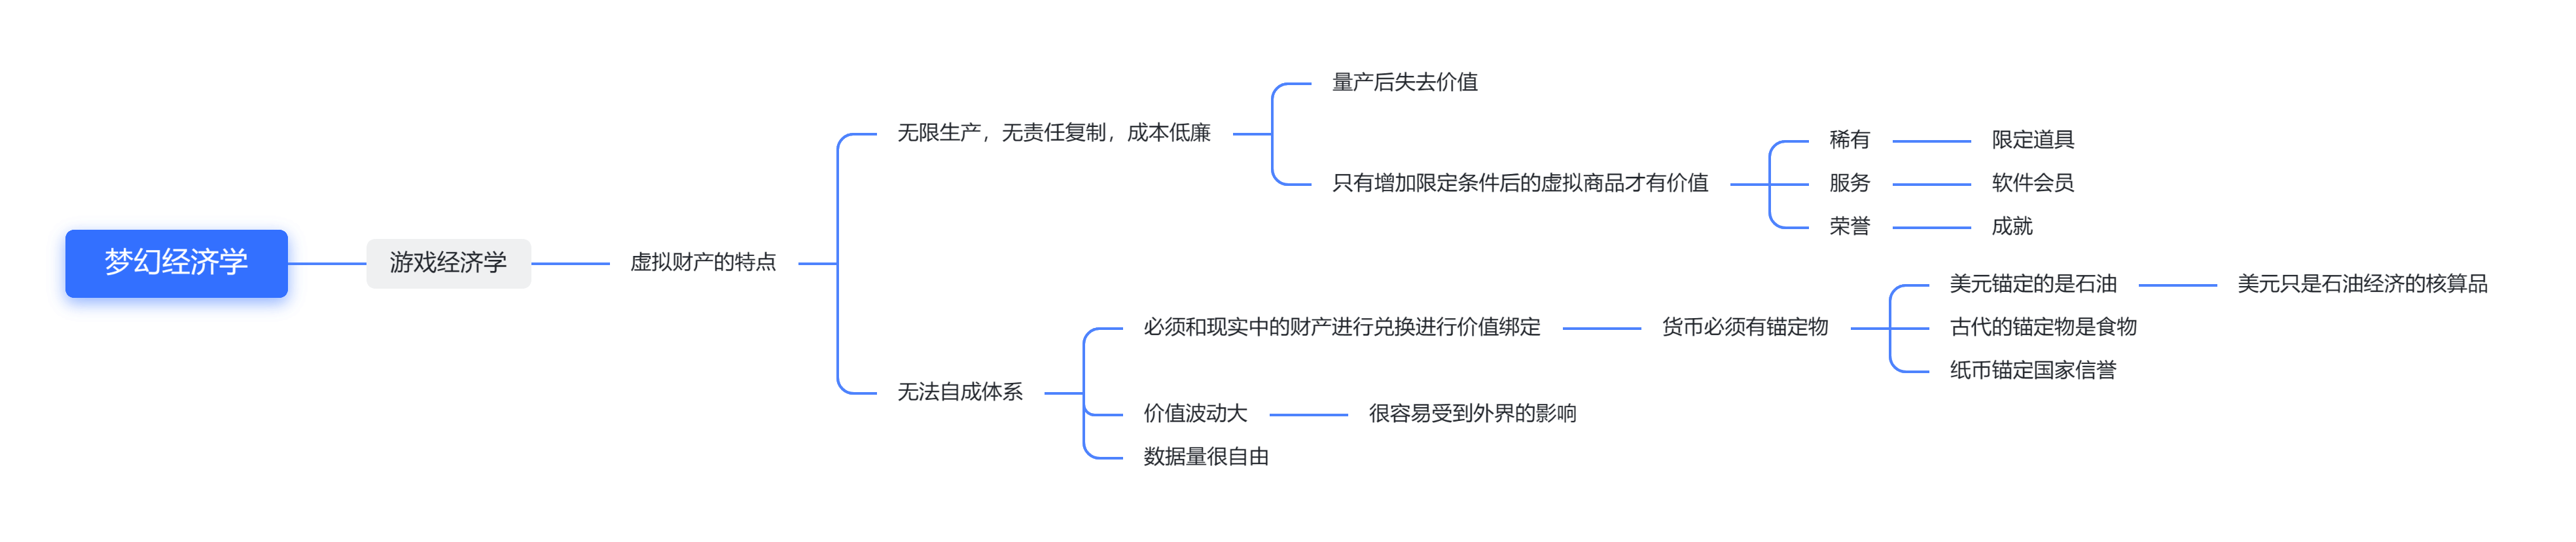 梦幻经济学
游戏经济学
虚拟财产的特点
无限生产，无责任复制，成本低廉
量产后失去价值
只有增加限定条件后的虚拟商品才有价值
稀有
限定道具
服务
软件会员
荣誉
成就
无法自成体系
必须和现实中的财产进行兑换进行价值绑定
货币必须有锚定物
美元锚定的是石油
美元只是石油经济的核算品
古代的锚定物是食物
纸币锚定国家信誉
价值波动大
很容易受到外界的影响
数据量很自由